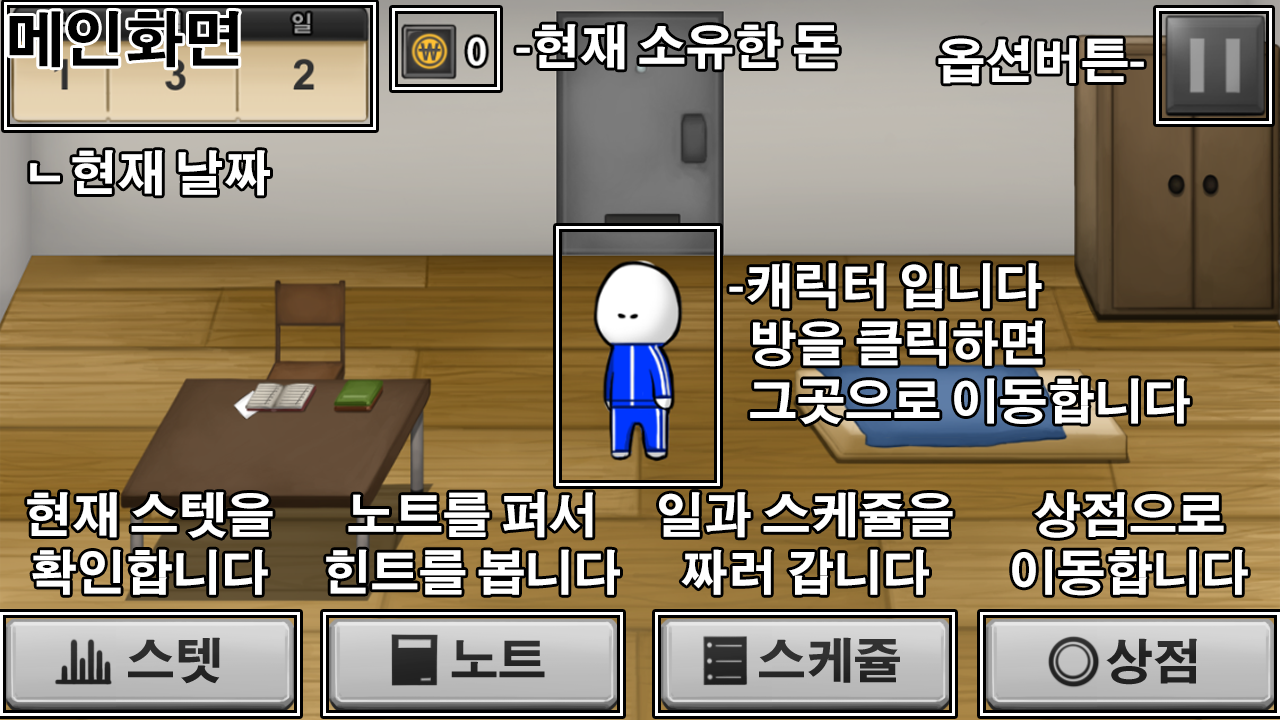 메인화면
일
1 3 2
0
-현재 소유한 돈
옵션버튼-
ㄴ현재 날짜
-캐릭터 입니다
방을 클릭하면
그곳으로 이동합니다
현재 스텟을
확인합니다
노트를 펴서
힌트를 봅니다
일과 스케쥴을
짜러 갑니다
상점으로
이동합니다
스텟
노트
스케쥴
상점